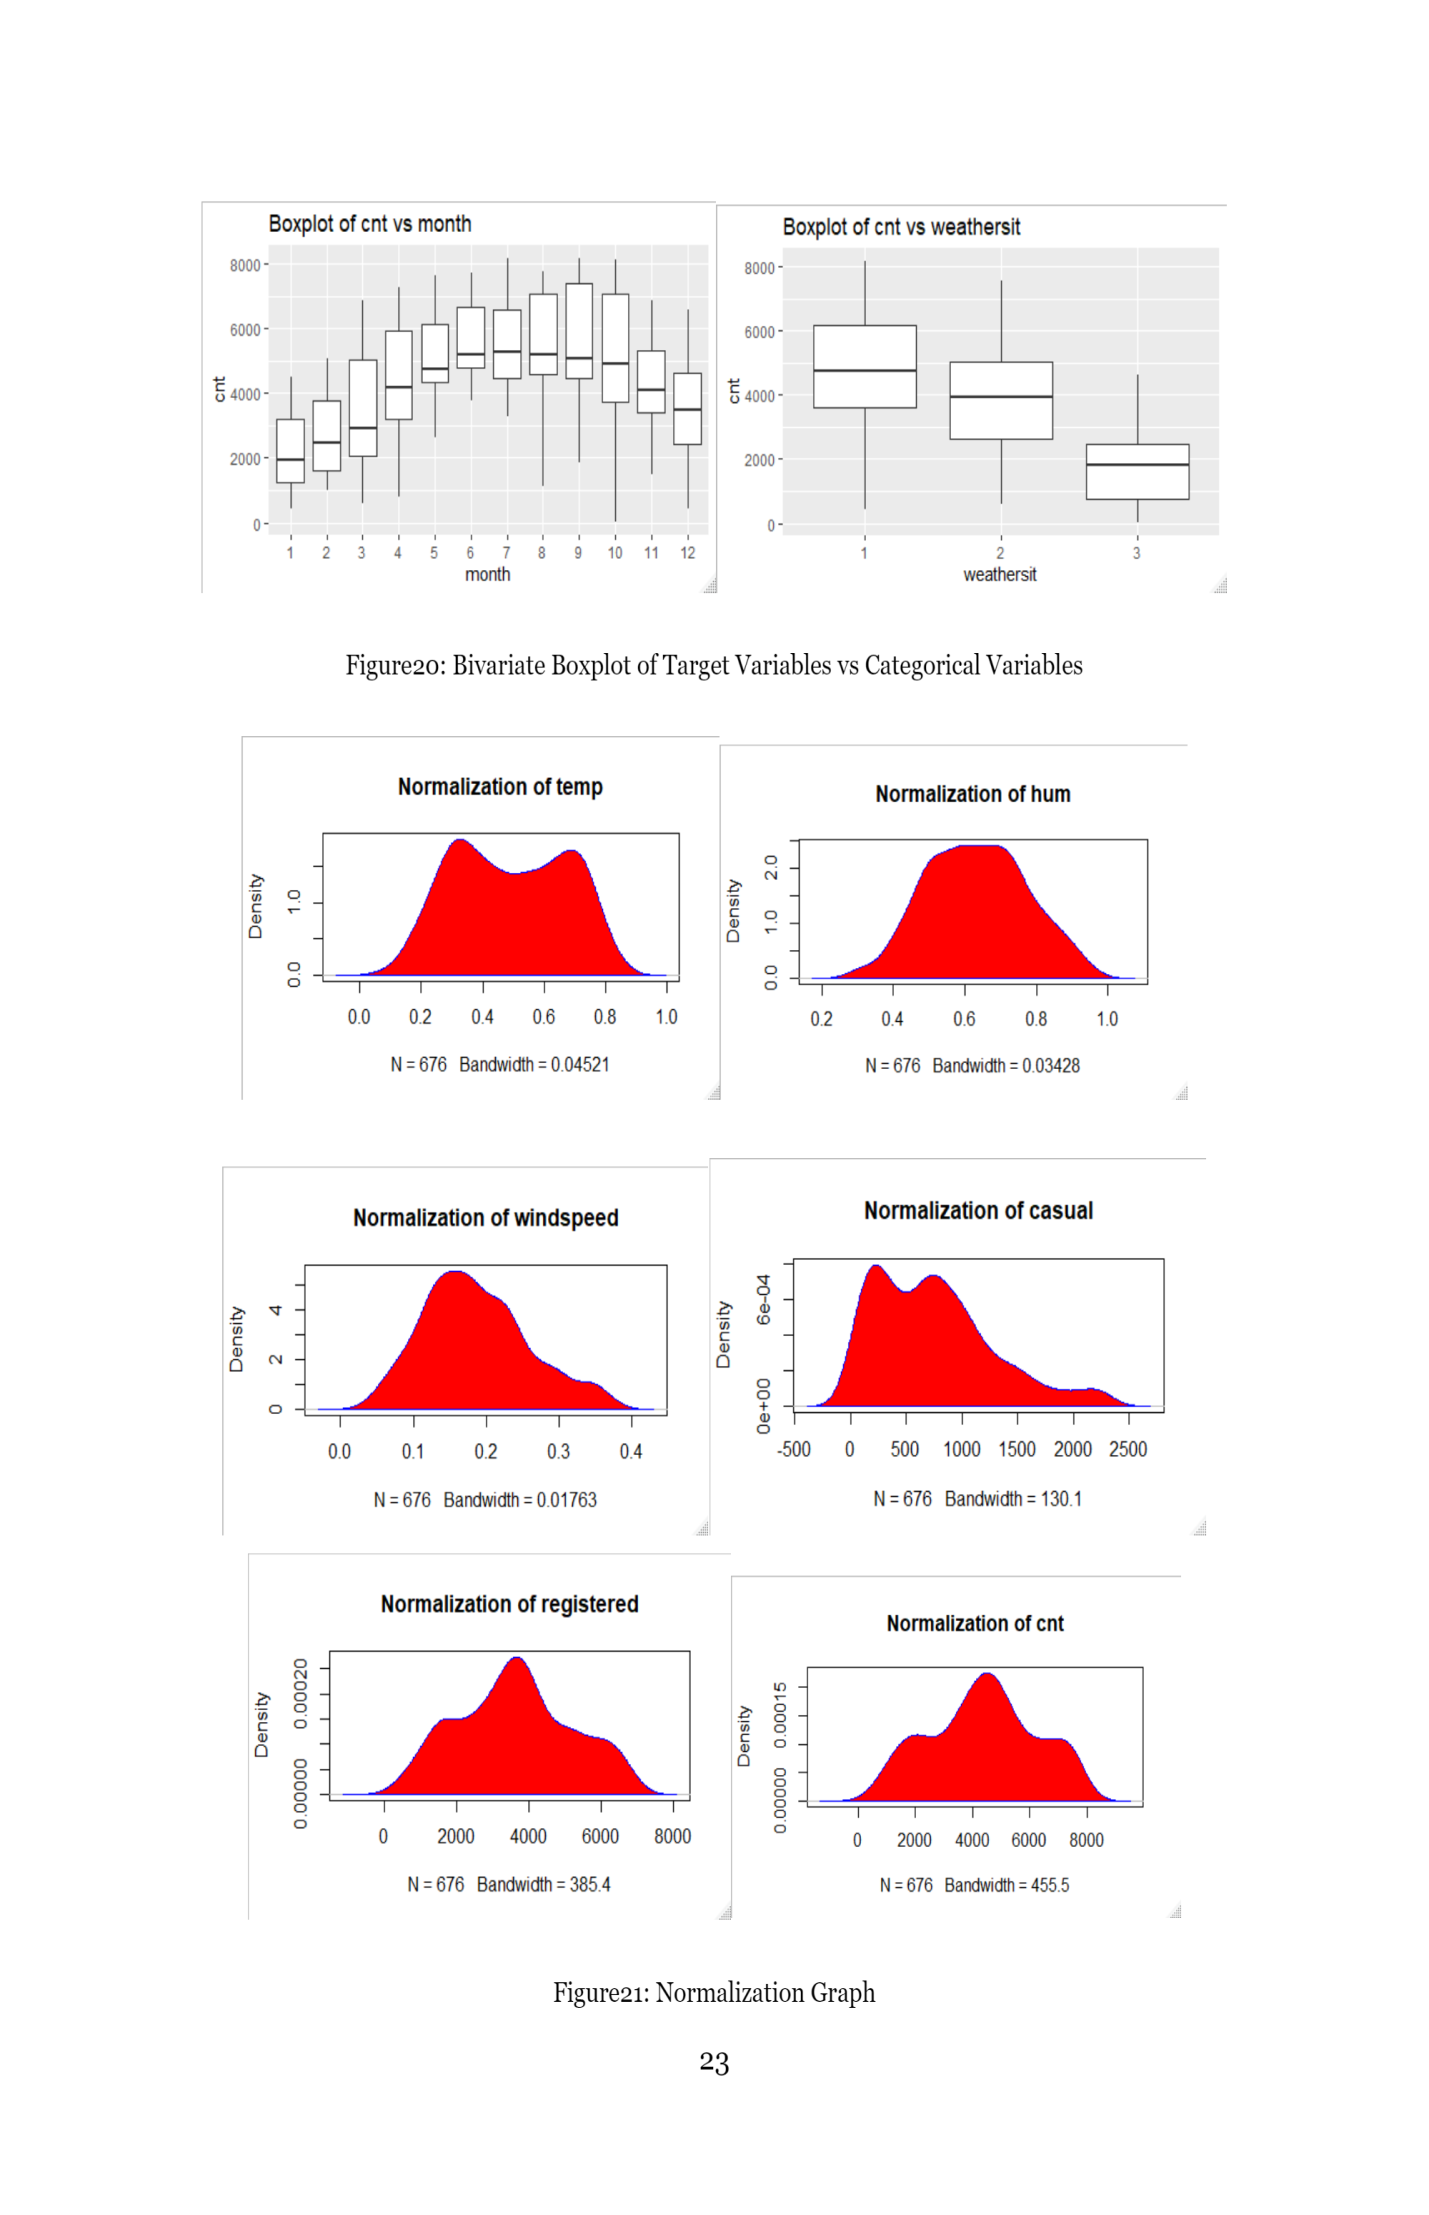 Boxplot of cnt vs month
8000
6000
4000
2000
0
cnt
1 2 3 4 5 6 7 8 9 10 11 12
month
Boxplot of cnt vs weathersit
8000
6000
4000
2000
0
cnt
1 2 3
weathersit
Figure20: Bivariate Boxplot of Target Variables vs Categorical Variables
Normalization of temp
Density
0.0 1.0
0.0 0.2 0.4 0.6 0.8 1.0
N = 676 Bandwidth = 0.04521
Normalization of hum
Density
0.0 1.0 2.0
0.2 0.4 0.6 0.8 1.0
N = 676 Bandwidth = 0.03428
Normalization of windspeed
Density
0 2 4
0.0 0.1 0.2 0.3 0.4
N = 676 Bandwidth = 0.01763
Normalization of casual
Density
0e+00 6e-04
-500 0 500 1000 1500 2000 2500
N = 676 Bandwidth = 130.1
Normalization of registered
Density
0.00000 0.00020
0 2000 4000 6000 8000
N = 676 Bandwidth = 385.4
Normalization of cnt
Density
0.00000 0.00015
0 2000 4000 6000 8000
N = 676 Bandwidth = 455.5
Figure21: Normalization Graph
23